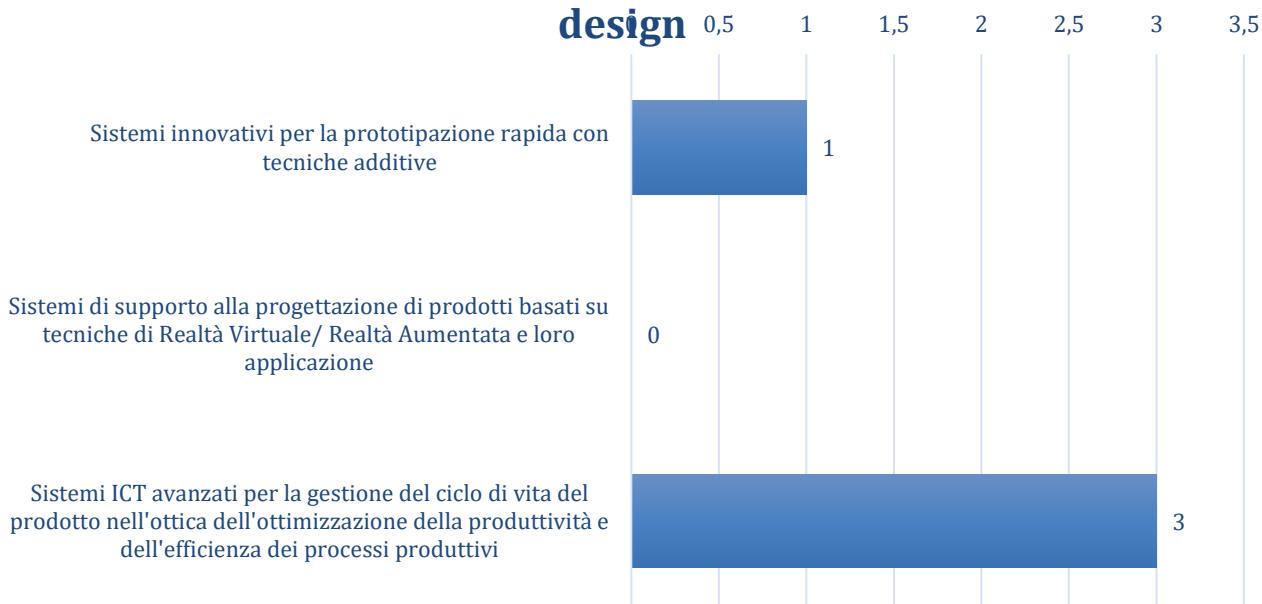 design
0 0,5 1 1,5 2 2,5 3 3,5
Sistemi innovativi per la prototipazione rapida con
tecniche additive
1
Sistemi di supporto alla progettazione di prodotti basati su
tecniche di Realtà Virtuale/ Realtà Aumentata e loro
applicazione
0
Sistemi ICT avanzati per la gestione del ciclo di vita del
prodotto nell'ottica dell'ottimizzazione della produttività e
dell'efficienza dei processi produttivi
3